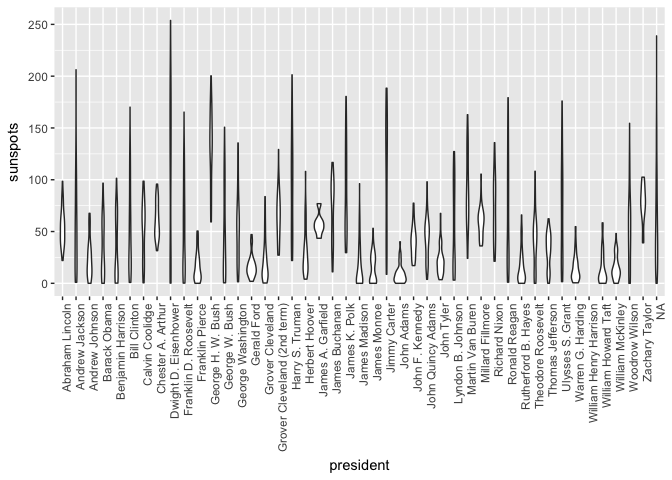 250
200
150
100
50
0
sunspots
Abraham Lincoln
Andrew Jackson
Andrew Johnson
Barack Obama
Benjamin Harrison
Bill Clinton
Calvin Coolidge
Chester A. Arthur
Dwight D. Eisenhower
Franklin D. Roosevelt
Franklin Pierce
George H. W. Bush
George W. Bush
George Washington
Gerald Ford
Grover Cleveland
Grover Cleveland (2nd term)
Harry S. Truman
Herbert Hoover
James A. Garfield
James Buchanan
James K. Polk
James Madison
James Monroe
Jimmy Carter
John Adams
John F. Kennedy
John Quincy Adams
John Tyler
Lyndon B. Johnson
Martin Van Buren
Millard Fillmore
Richard Nixon
Ronald Reagan
Rutherford B. Hayes
Theodore Roosevelt
Thomas Jefferson
Ulysses S. Grant
Warren G. Harding
William Henry Harrison
William Howard Taft
William McKinley
Woodrow Wilson
Zachary Taylor
NA
president